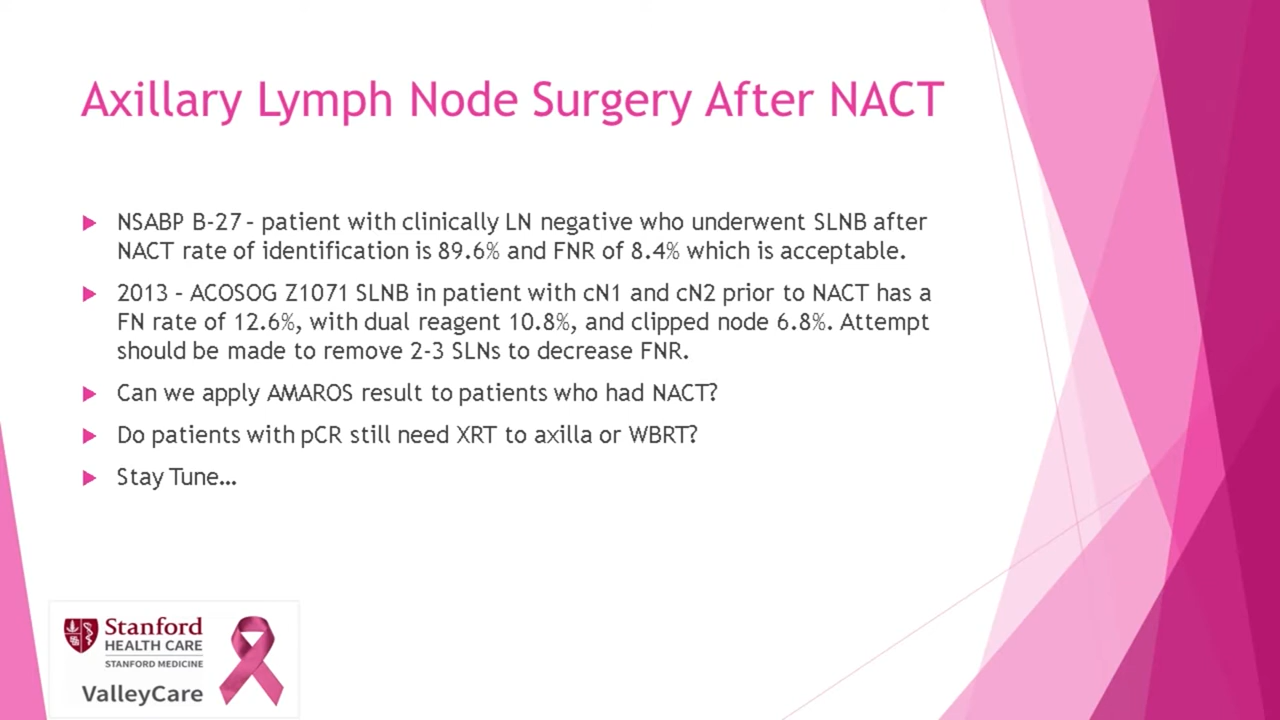 Axillary Lymph Node Surgery After NACT
NSABP B-27 – patient with clinically LN negative who underwent SLNB after
NACT rate of identification is 89.6% and FNR of 8.4% which is acceptable.
2013 – ACOSOG Z1071 SLNB in patient with cN1 and cN2 prior to NACT has a
FN rate of 12.6%, with dual reagent 10.8%, and clipped node 6.8%. Attempt
should be made to remove 2-3 SLNs to decrease FNR.
Can we apply AMAROS result to patients who had NACT?
Do patients with pCR still need XRT to axilla or WBRT?
Stay Tune…
Stanford
HEALTH CARE
STANFORD MEDICINE
ValleyCare